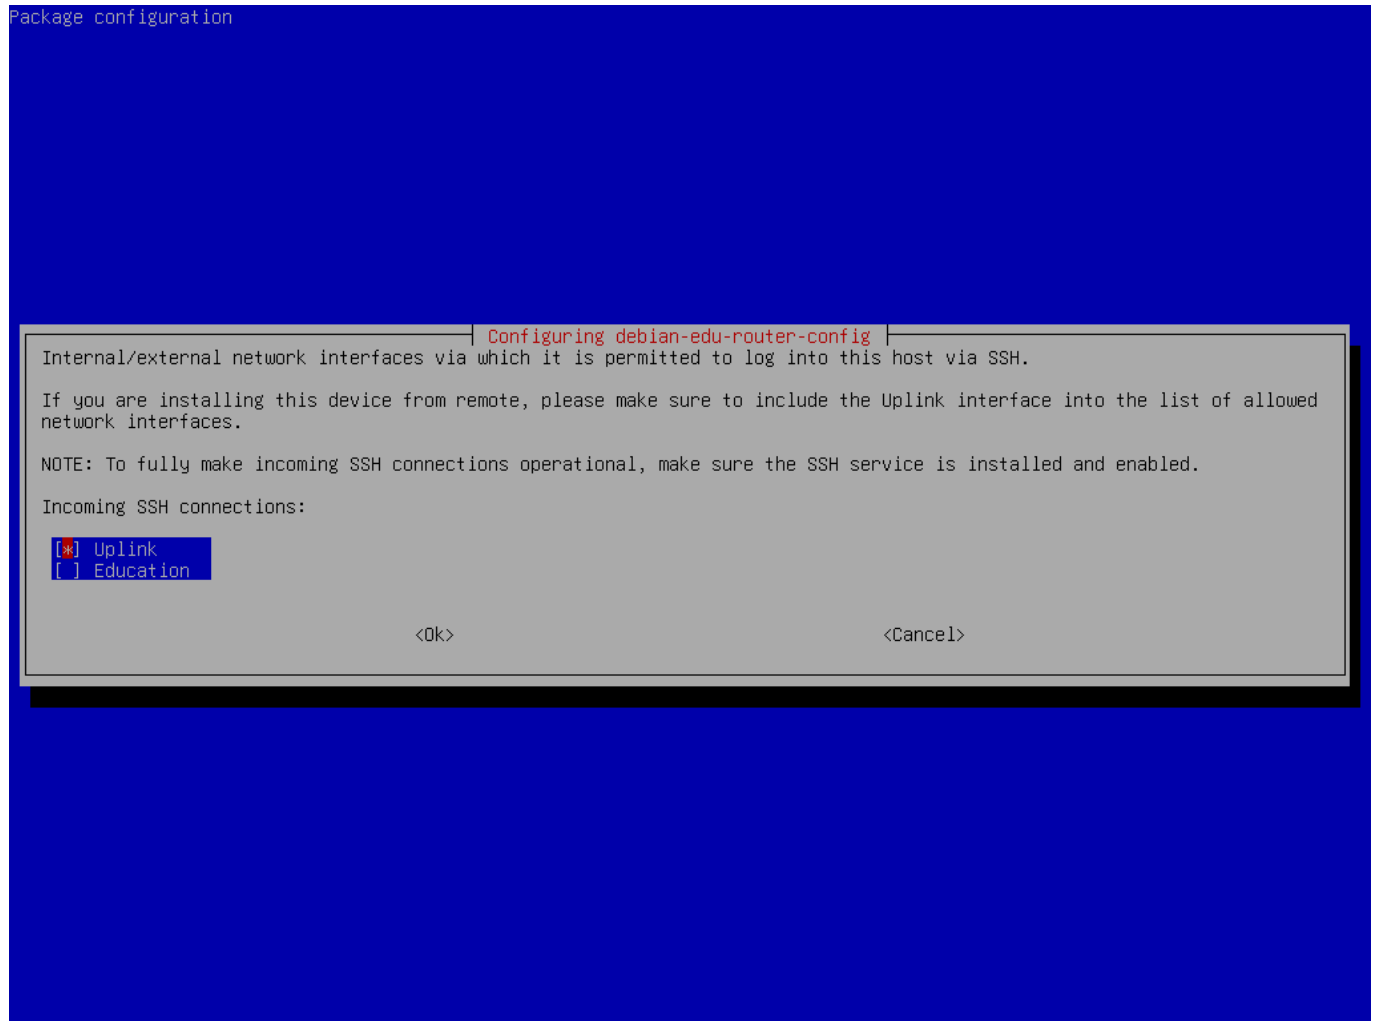 Package configuration
Configuring debian-edu-router-config
Internal/external network interfaces via which it is permitted to log into this host via SSH.
If you are installing this device from remote, please make sure to include the Uplink interface into the list of allowed
network interfaces.
NOTE: To fully make incoming SSH connections operational, make sure the SSH service is installed and enabled.
Incoming SSH connections:
[*] Uplink
[ ] Education
<Ok> <Cancel>